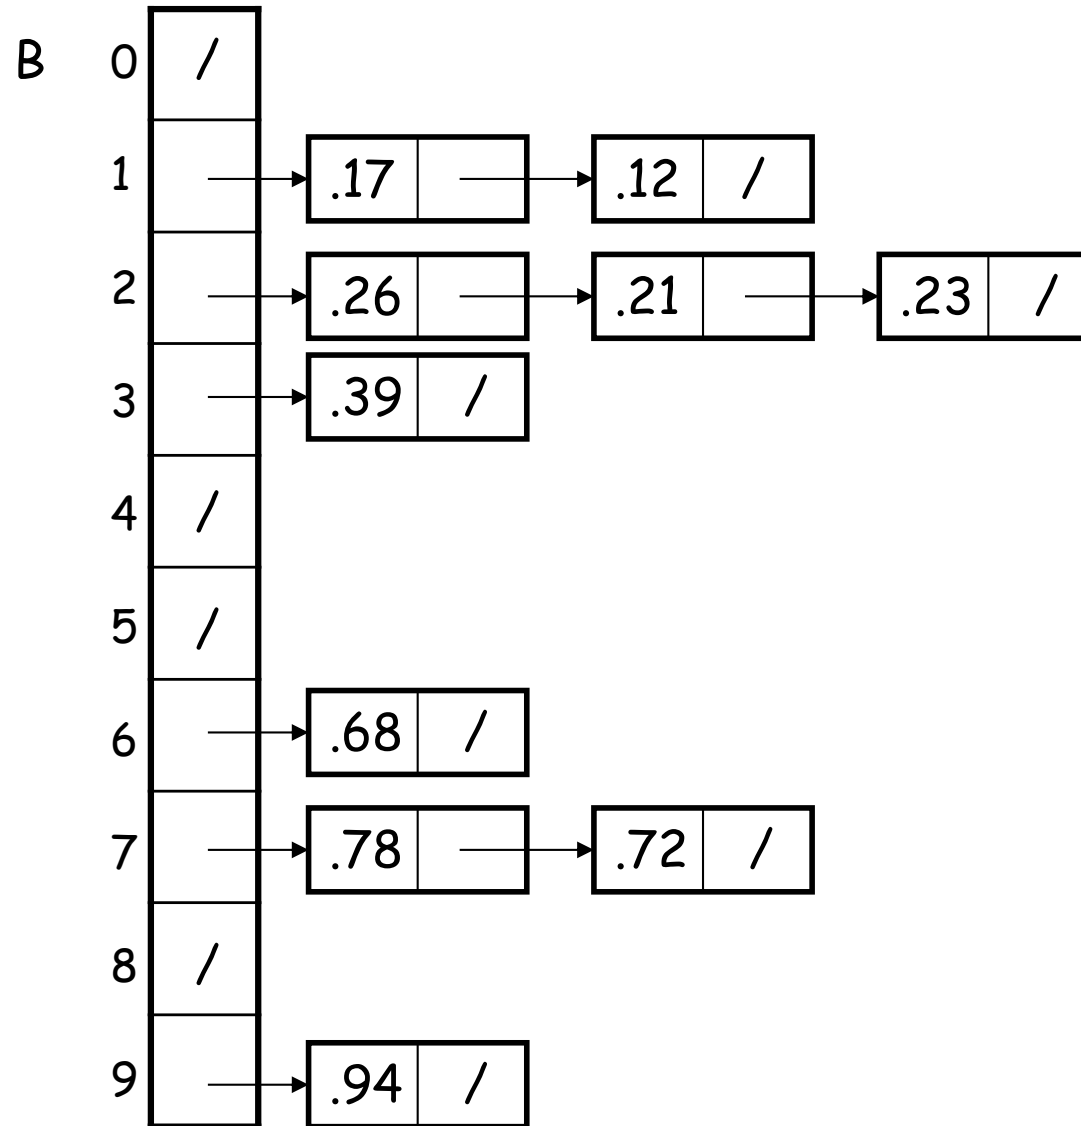 B 0 /
1 .17 .12 /
2 .26 .21 .23 /
3 .39 /
4 /
5 /
6 .68 /
7 .78 .72 /
8 /
9 .94 /